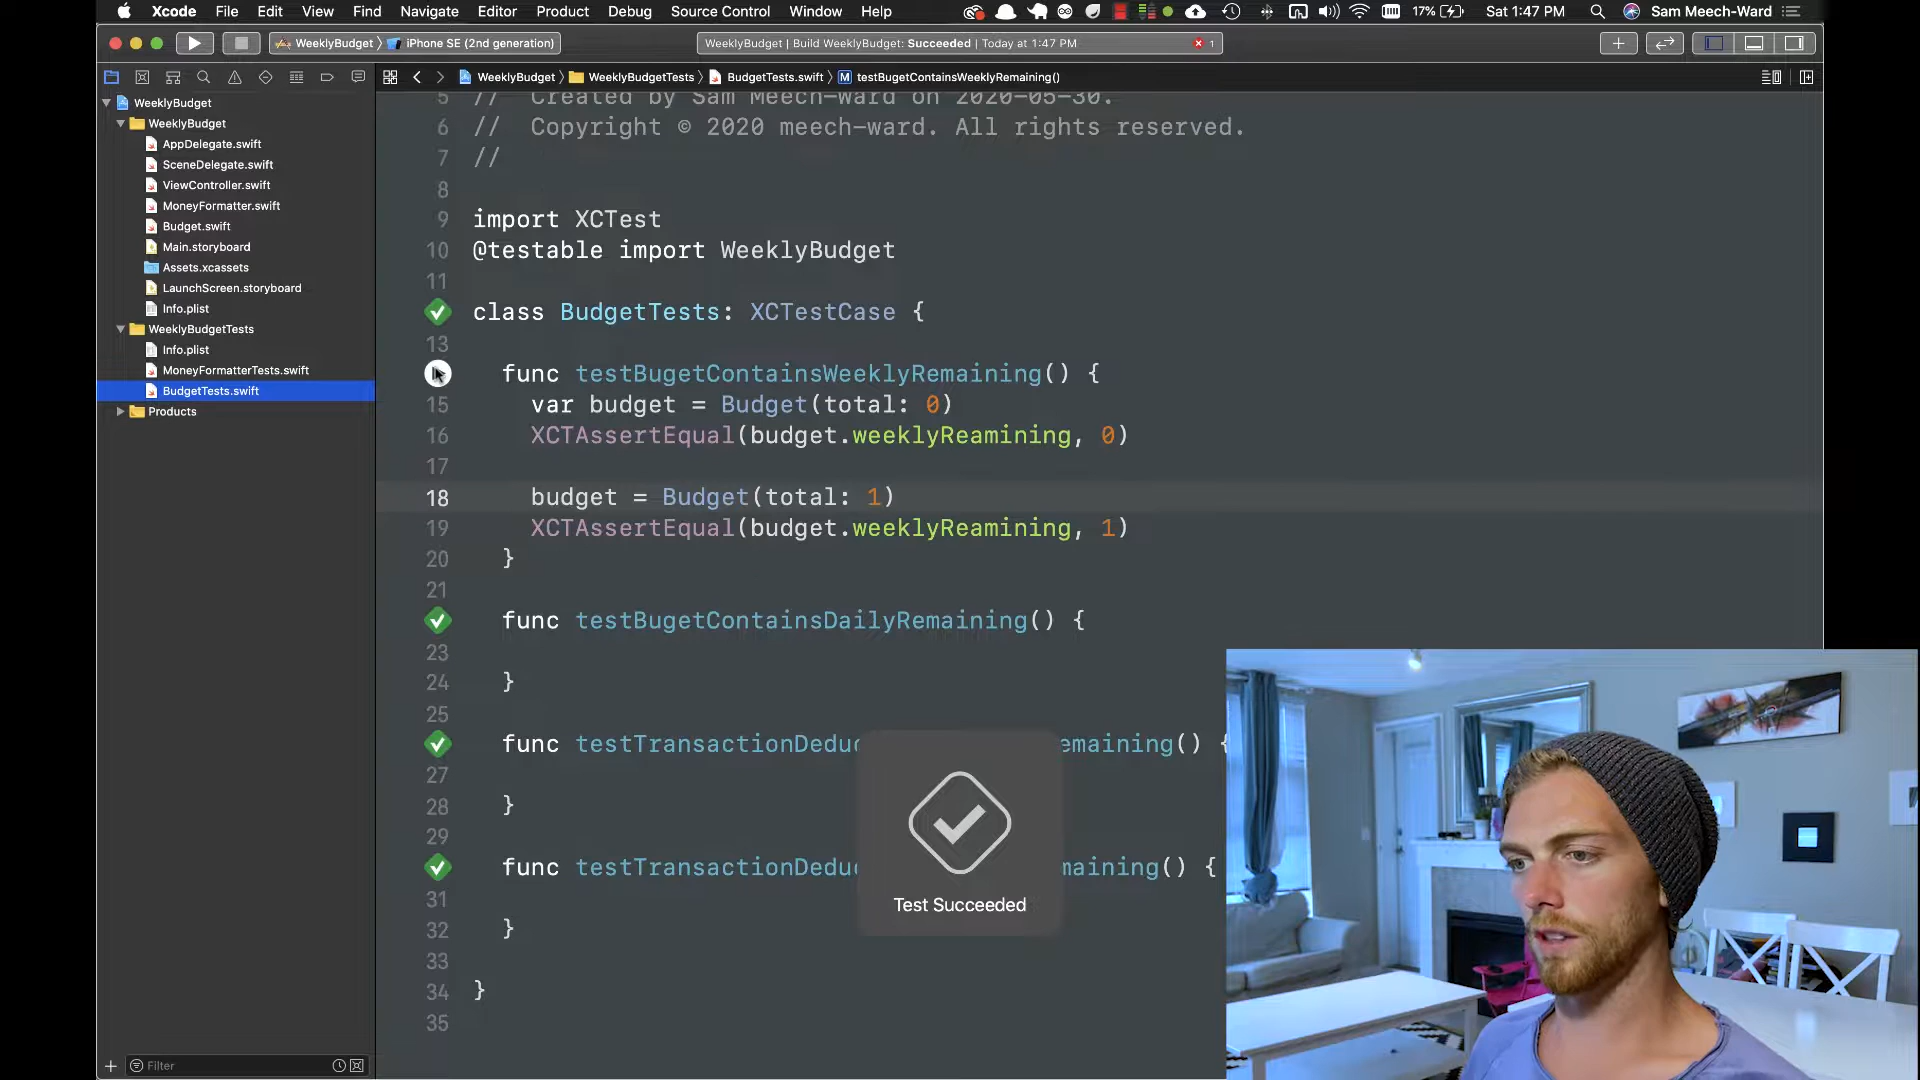 Xcode File Edit View Find Navigate Editor Product Debug Source Control Window Help 17% Sat 1:47 PM Sam Meech-Ward
WeeklyBudget iPhone SE (2nd generation) WeeklyBudget | Build WeeklyBudget: Succeeded | Today at 1:47 PM 1
WeeklyBudget WeeklyBudgetTests BudgetTests.swift M testBugetContainsWeeklyRemaining()
WeeklyBudget
WeeklyBudget
AppDelegate.swift
SceneDelegate.swift
ViewController.swift
MoneyFormatter.swift
Budget.swift
Main.storyboard
Assets.xcassets
LaunchScreen.storyboard
Info.plist
WeeklyBudgetTests
Info.plist
MoneyFormatterTests.swift
BudgetTests.swift
Products
Filter
5 // Created by Sam Meech-Ward on 2020-05-30.
6 // Copyright © 2020 meech-ward. All rights reserved.
7 //
8
9 import XCTest
10 @testable import WeeklyBudget
11
class BudgetTests: XCTestCase {
13
func testBugetContainsWeeklyRemaining() {
15 var budget = Budget(total: 0)
16 XCTAssertEqual(budget.weeklyReamining, 0)
17
18 budget = Budget(total: 1)
19 XCTAssertEqual(budget.weeklyReamining, 1)
20 }
21
func testBugetContainsDailyRemaining() {
23
24 }
25
func testTransactionDeduc emaining() {
27
28 }
29
func testTransactionDeduc maining() {
31
32 }
33
34 }
35
Test Succeeded